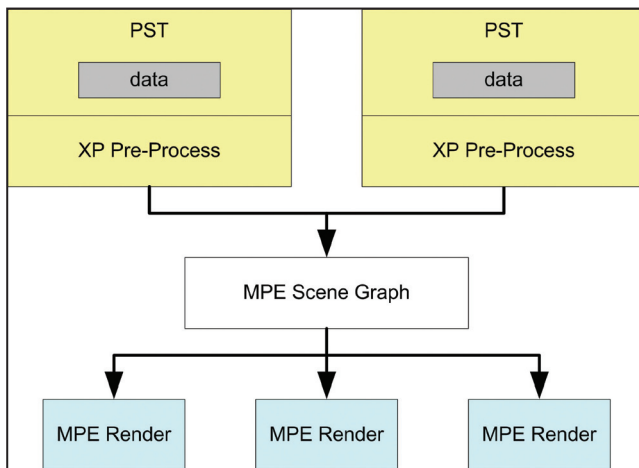 PST
PST
data
data
XP Pre-Process
XP Pre-Process
MPE Scene Graph
MPE Render
MPE Render
MPE Render